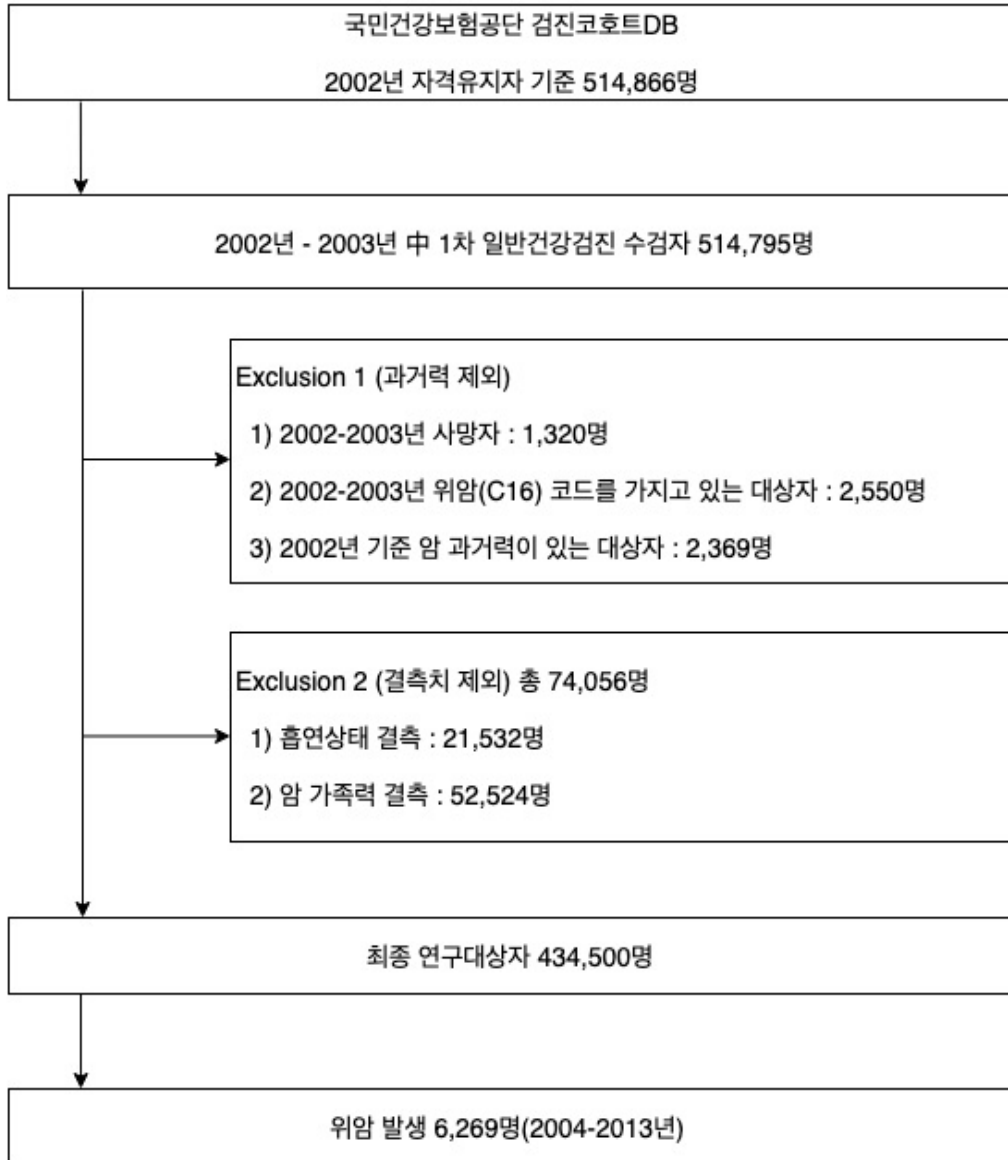 국민건강보험공단 검진코호트DB
2002년 자격유지자 기준 514,866명
2002년 - 2003년 中 1차 일반건강검진 수검자 514,795명
Exclusion 1 (과거력 제외)
1) 2002-2003년 사망자 : 1,320명
2) 2002-2003년 위암(C16) 코드를 가지고 있는 대상자 : 2,550명
3) 2002년 기준 암 과거력이 있는 대상자 : 2,369명
Exclusion 2 (결측치 제외) 총 74,056명
1) 흡연상태 결측 : 21,532명
2) 암 가족력 결측 : 52,524명
최종 연구대상자 434,500명
위암 발생 6,269명(2004-2013년)